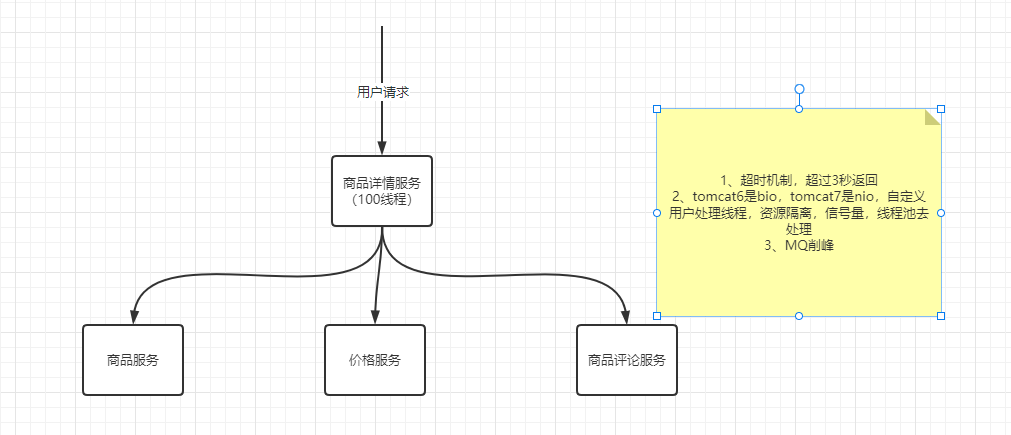 用户请求
商品详情服务
（100线程）
商品服务
价格服务
商品评论服务
1、超时机制，超过3秒返回
2、tomcat6是bio，tomcat7是nio，自定义
用户处理线程，资源隔离，信号量，线程池去
处理
3、MQ削峰